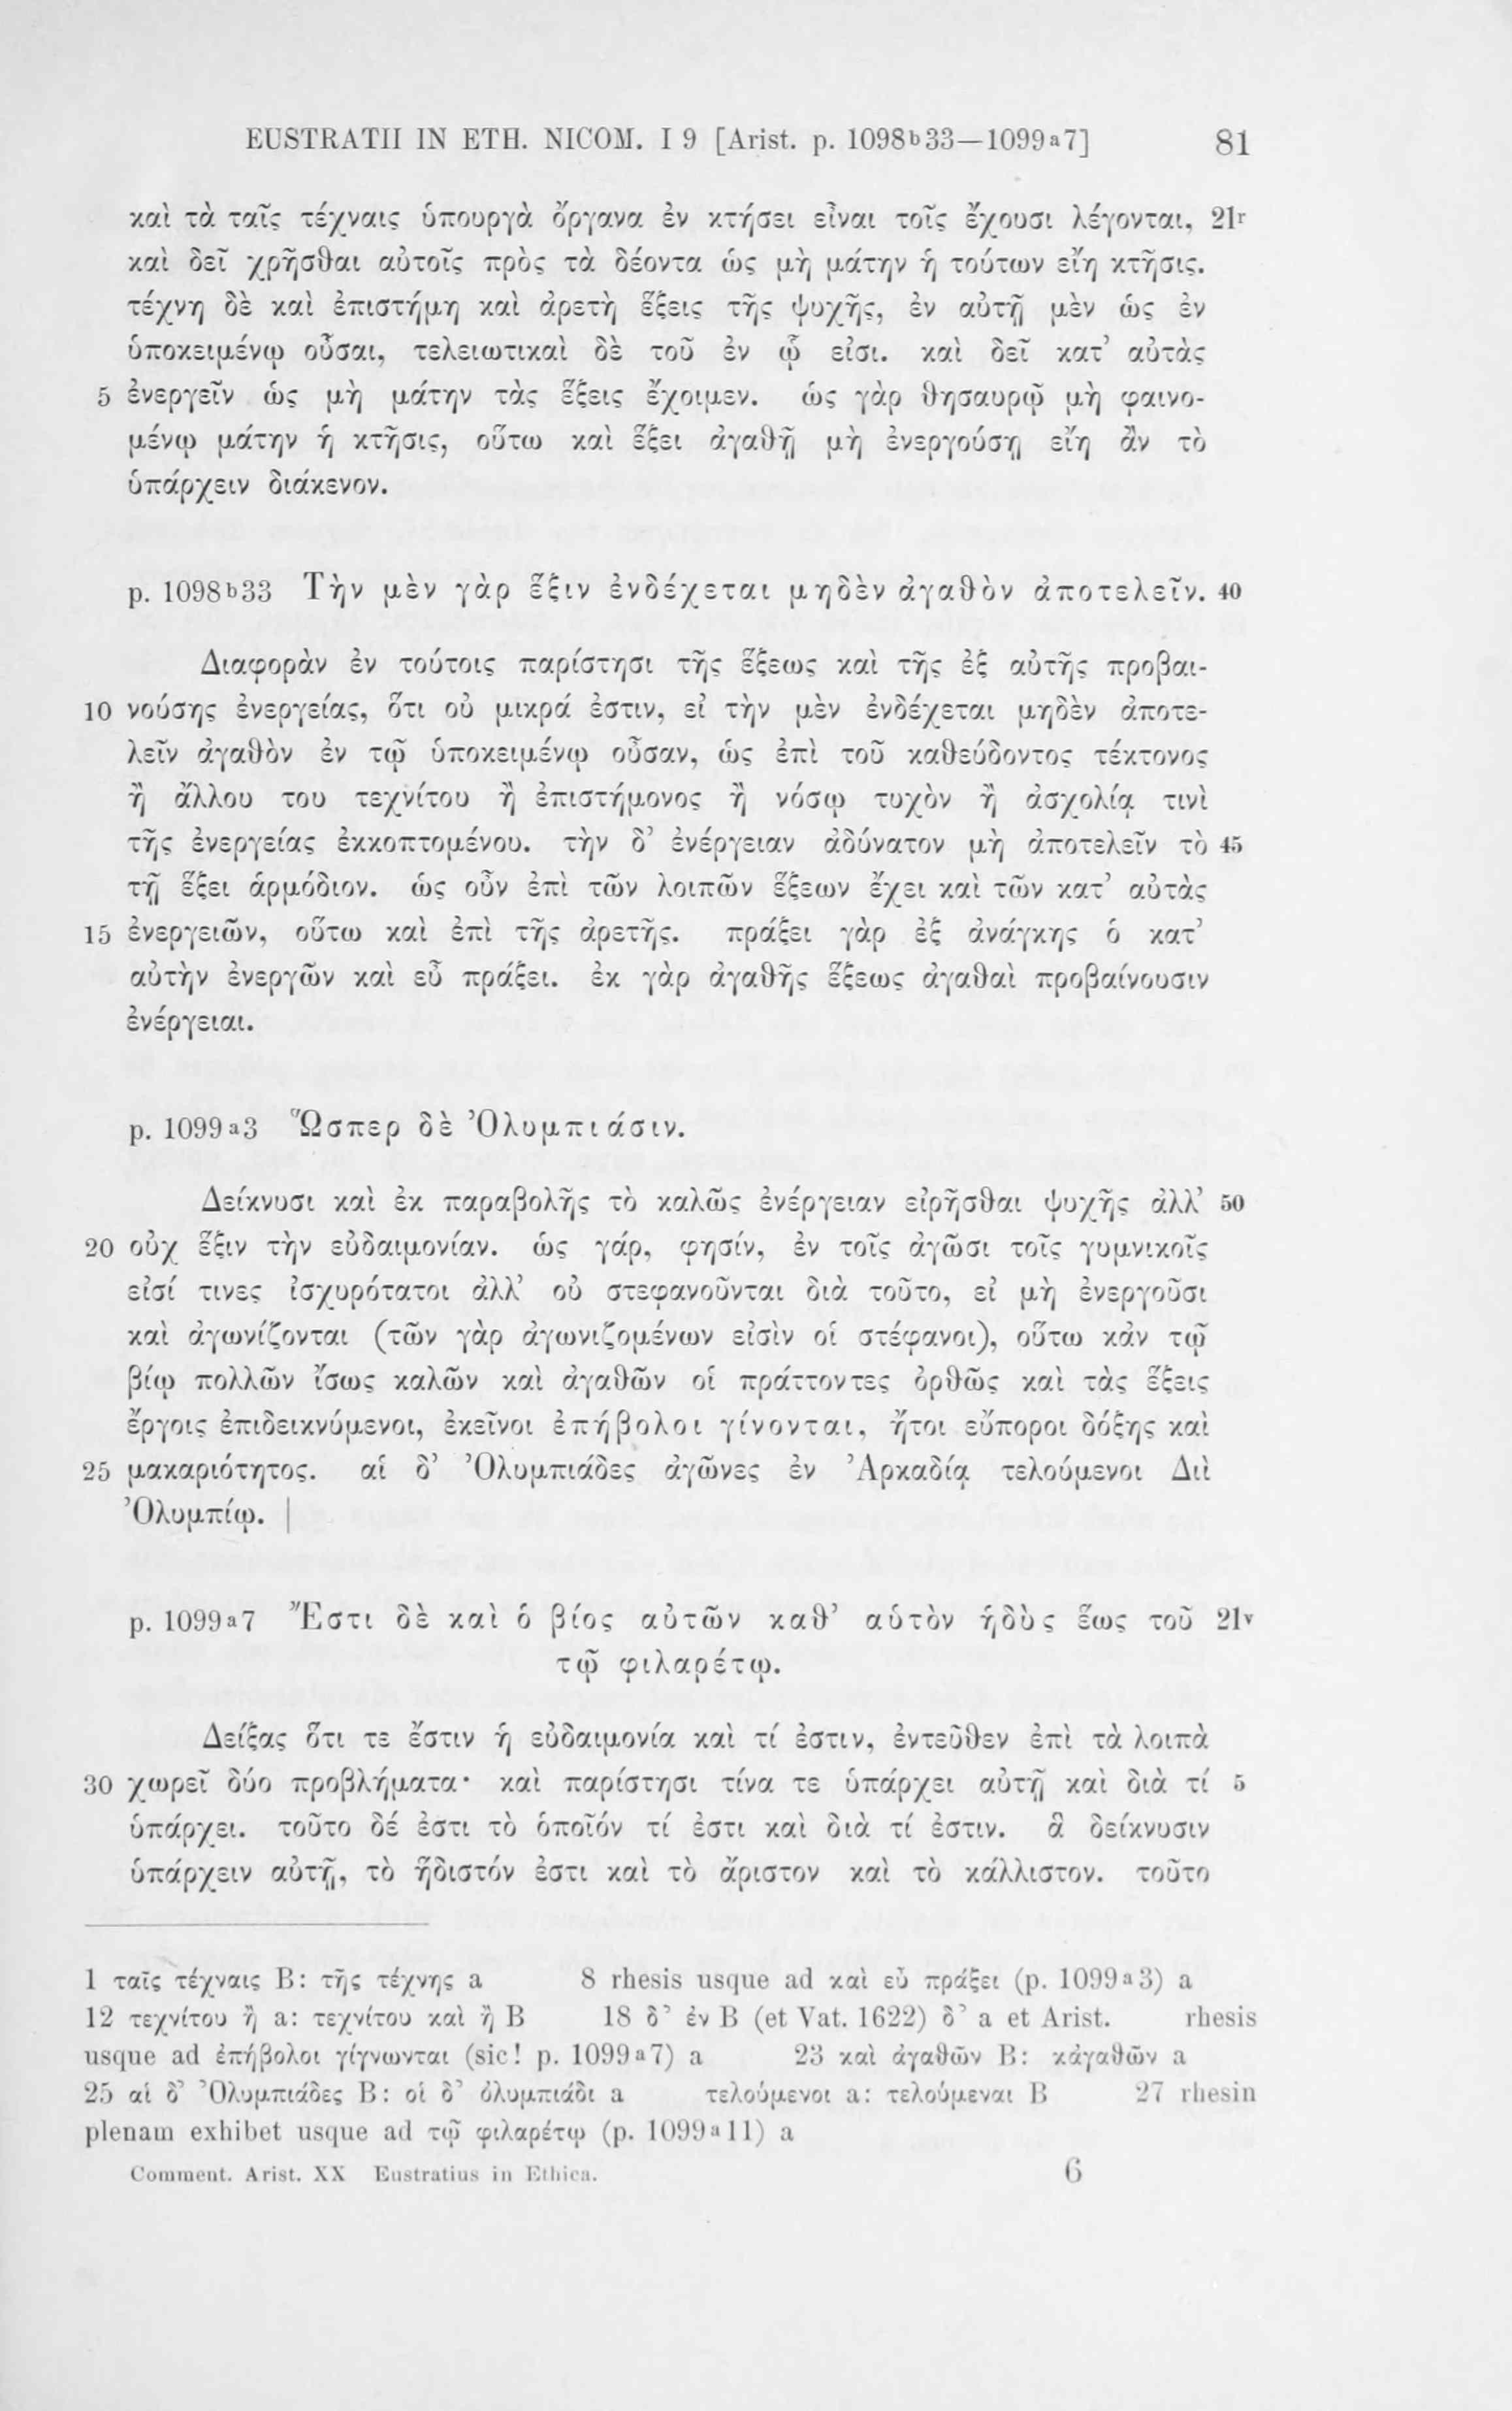 EUSTRATII IN ETH. NICOM. I 9 [Arist. p. 1098b33—1099a7] 81
καὶ τὰ ταῖς τέχναις ὑπουργὰ ὄργανα ἐν κτήσει εἶναι τοῖς ἔχουσι λέγονται, 21r
καὶ δεῖ χρῆσθαι αὐτοῖς πρὸς τὰ δέοντα ὡς μὴ μάτην ἡ τούτων εἴη κτῆσις.
τέχνη δὲ καὶ ἐπιστήμη καὶ ἀρετὴ ἕξεις τῆς ψυχῆς, ἐν αὐτῇ μὲν ὡς ἐν
ὑποκειμένῳ οὖσαι, τελειωτικαὶ δὲ τοῦ ἐν ᾧ εἰσι. καὶ δεῖ κατ’ αὐτὰς
5 ἐνεργεῖν ὡς μὴ μάτην τὰς ἕξεις ἔχοιμεν. ὡς γὰρ θησαυρῷ μὴ φαινο-
μένῳ μάτην ἡ κτῆσις, οὕτω καὶ ἕξει ἀγαθῇ μὴ ἐνεργούσῃ εἴη ἂν τὸ
ὑπάρχειν διάκενον.
p. 1098b33 Τὴν μὲν γὰρ ἕξιν ἐνδέχεται μηδὲν ἀγαθὸν ἀποτελεῖν. 40
Διαφορὰν ἐν τούτοις παρίστησι τῆς ἕξεως καὶ τῆς ἐξ αὐτῆς προβαι-
10 νούσης ἐνεργείας, ὅτι οὐ μικρά ἐστιν, εἰ τὴν μὲν ἐνδέχεται μηδὲν ἀποτε-
λεῖν ἀγαθὸν ἐν τῷ ὑποκειμένῳ οὖσαν, ὡς ἐπὶ τοῦ καθεύδοντος τέκτονος
ἢ ἄλλου του τεχνίτου ἢ ἐπιστήμονος ἢ νόσῳ τυχὸν ἢ ἀσχολίᾳ τινὶ
τῆς ἐνεργείας ἐκκοπτομένου. τὴν δ’ ἐνέργειαν ἀδύνατον μὴ ἀποτελεῖν τὸ 45
τῇ ἕξει ἁρμόδιον. ὡς οὖν ἐπὶ τῶν λοιπῶν ἕξεων ἔχει καὶ τῶν κατ’ αὐτὰς
15 ἐνεργειῶν, οὕτω καὶ ἐπὶ τῆς ἀρετῆς. πράξει γὰρ ἐξ ἀνάγκης ὁ κατ’
αὐτὴν ἐνεργῶν καὶ εὖ πράξει. ἐκ γὰρ ἀγαθῆς ἕξεως ἀγαθαὶ προβαίνουσιν
ἐνέργειαι.
p. 1099a3 Ὥσπερ δὲ Ὀλυμπιάσιν.
Δείκνυσι καὶ ἐκ παραβολῆς τὸ καλῶς ἐνέργειαν εἰρῆσθαι ψυχῆς ἀλλ’ 50
20 οὐχ ἕξιν τὴν εὐδαιμονίαν. ὡς γάρ, φησίν, ἐν τοῖς ἀγῶσι τοῖς γυμνικοῖς
εἰσί τινες ἰσχυρότατοι ἀλλ’ οὐ στεφανοῦνται διὰ τοῦτο, εἰ μὴ ἐνεργοῦσι
καὶ ἀγωνίζονται (τῶν γὰρ ἀγωνιζομένων εἰσὶν οἱ στέφανοι), οὕτω κἀν τῷ
βίῳ πολλῶν ἴσως καλῶν καὶ ἀγαθῶν οἱ πράττοντες ὀρθῶς καὶ τὰς ἕξεις
ἔργοις ἐπιδεικνύμενοι, ἐκεῖνοι ἐπήβολοι γίνονται, ἤτοι εὔποροι δόξης καὶ
25 μακαριότητος. αἱ δ’ Ὀλυμπιάδες ἀγῶνες ἐν Ἀρκαδίᾳ τελούμενοι Διὶ
Ὀλυμπίῳ. |
p. 1099a7 Ἔστι δὲ καὶ ὁ βίος αὐτῶν καθ’ αὑτὸν ἡδὺς ἕως τοῦ 21v
τῷ φιλαρέτῳ.
Δείξας ὅτι τε ἔστιν ἡ εὐδαιμονία καὶ τί ἐστιν, ἐντεῦθεν ἐπὶ τὰ λοιπὰ
30 χωρεῖ δύο προβλήματα· καὶ παρίστησι τίνα τε ὑπάρχει αὐτῇ καὶ διὰ τί 5
ὑπάρχει. τοῦτο δέ ἐστι τὸ ὁποῖόν τί ἐστι καὶ διὰ τί ἐστιν. ἃ δείκνυσιν
ὑπάρχειν αὐτῇ, τὸ ἥδιστόν ἐστι καὶ τὸ ἄριστον καὶ τὸ κάλλιστον. τοῦτο
1 ταῖς τέχναις B: τῆς τέχνης a 8 rhesis usque ad καὶ εὖ πράξει (p. 1099a3) a
12 τεχνίτου ἢ a: τεχνίτου καὶ ἢ B 18 δ’ ἐν B (et Vat. 1622) δ’ a et Arist. rhesis
usque ad ἐπήβολοι γίγνωνται (sic! p. 1099a7) a 23 καὶ ἀγαθῶν B: κἀγαθῶν a
25 αἱ δ’ Ὀλυμπιάδες B: οἱ δ’ ὀλυμπιάδι a τελούμενοι a: τελούμεναι B 27 rhesin
plenam exhibet usque ad τῷ φιλαρέτῳ (p. 1099a11) a
Comment. Arist. XX Eustratius in Ethica. 6